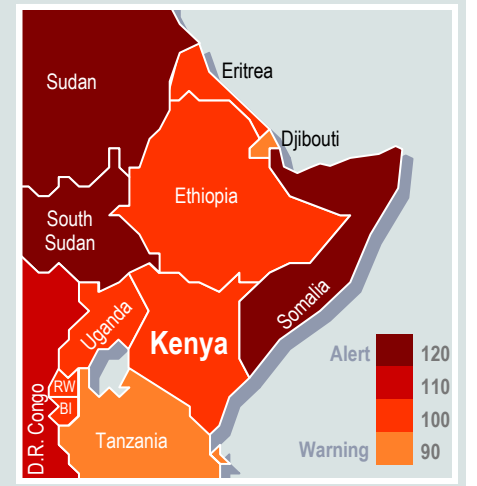 Sudan
Eritrea
Djibouti
Ethiopia
South
Sudan
Somalia
Uganda
Kenya
RW
BI
D.R. Congo
Tanzania
Alert
120
110
100
Warning
90